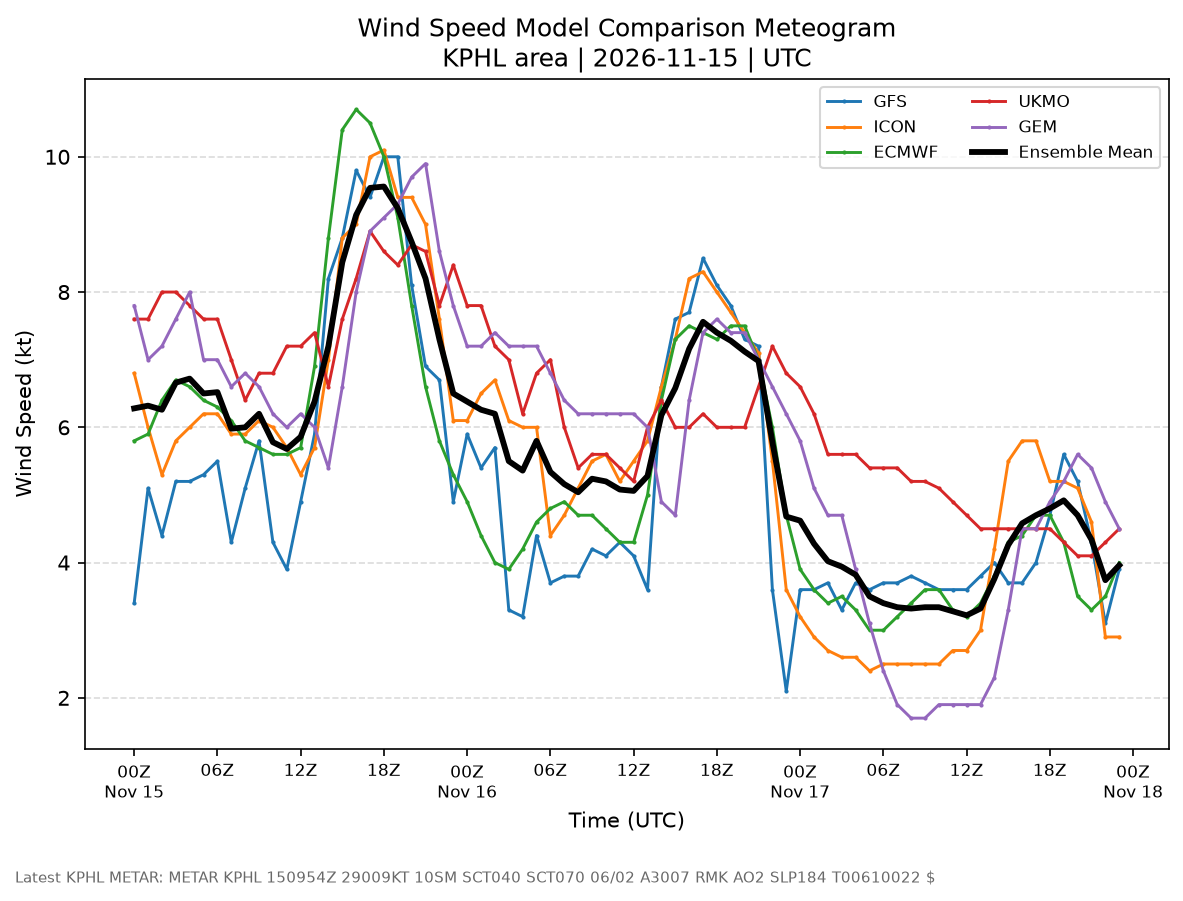 Wind Speed Model Comparison Meteogram
KPHL area | 2026-11-15 | UTC
GFS
ICON
ECMWF
UKMO
GEM
Ensemble Mean
Wind Speed (kt)
10
8
6
4
2
00Z 06Z 12Z 18Z 00Z 06Z 12Z 18Z 00Z 06Z 12Z 18Z 00Z
Nov 15 Nov 16 Nov 17 Nov 18
Time (UTC)
Latest KPHL METAR: METAR KPHL 150954Z 29009KT 10SM SCT040 SCT070 06/02 A3007 RMK AO2 SLP184 T00610022 $